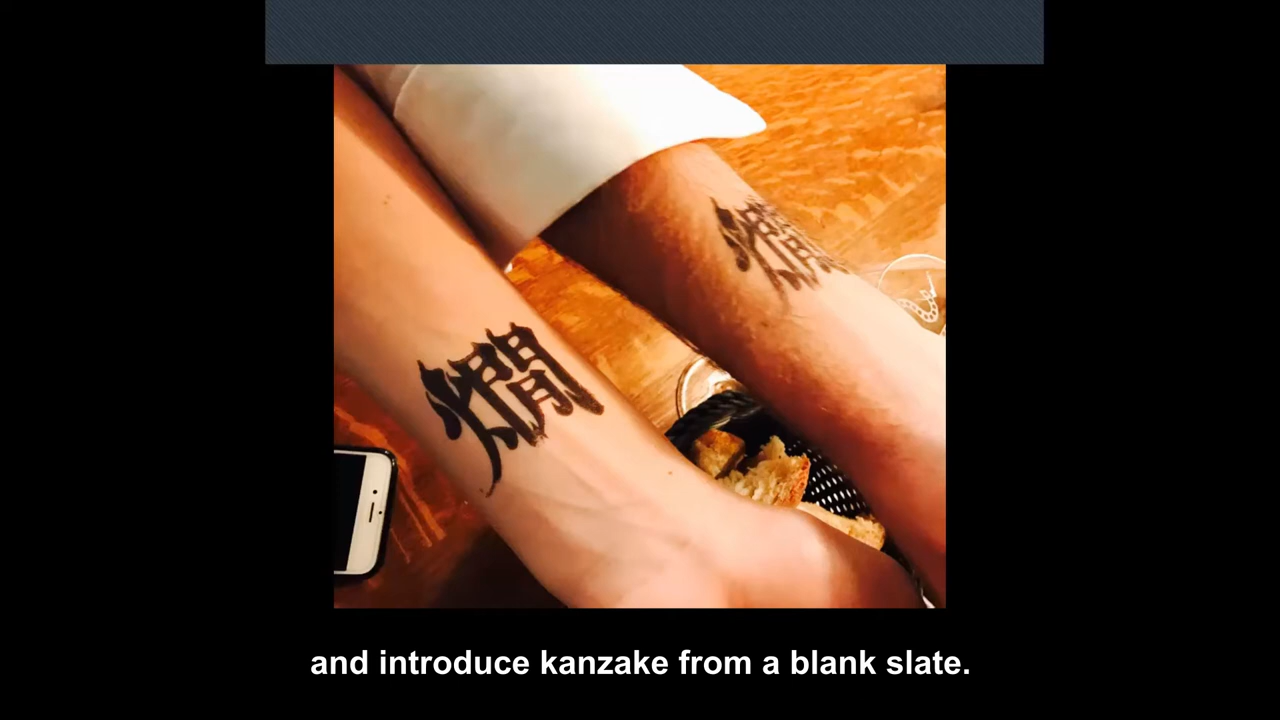 燗
燗
and introduce kanzake from a blank slate.